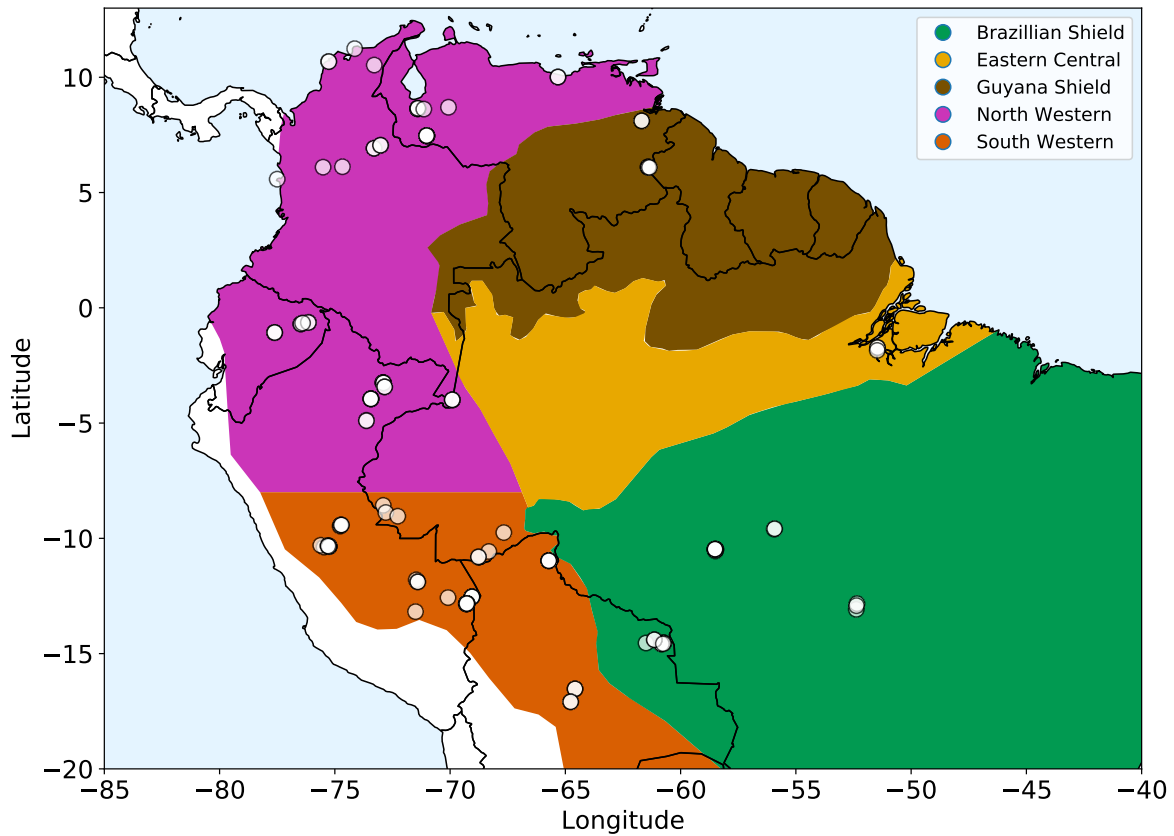 Brazillian Shield
Eastern Central
Guyana Shield
North Western
South Western
10
5
0
−5
−10
−15
−20
Latitude
−85 −80 −75 −70 −65 −60 −55 −50 −45 −40
Longitude